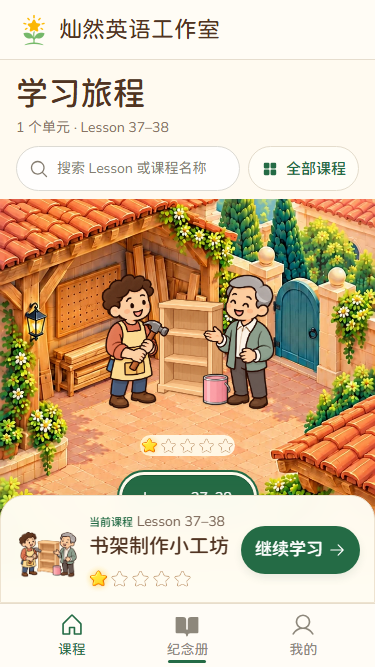 灿然英语工作室
学习旅程
1 个单元 · Lesson 37–38
搜索 Lesson 或课程名称
全部课程
当前课程 Lesson 37–38
书架制作小工坊
继续学习 →
课程
纪念册
我的